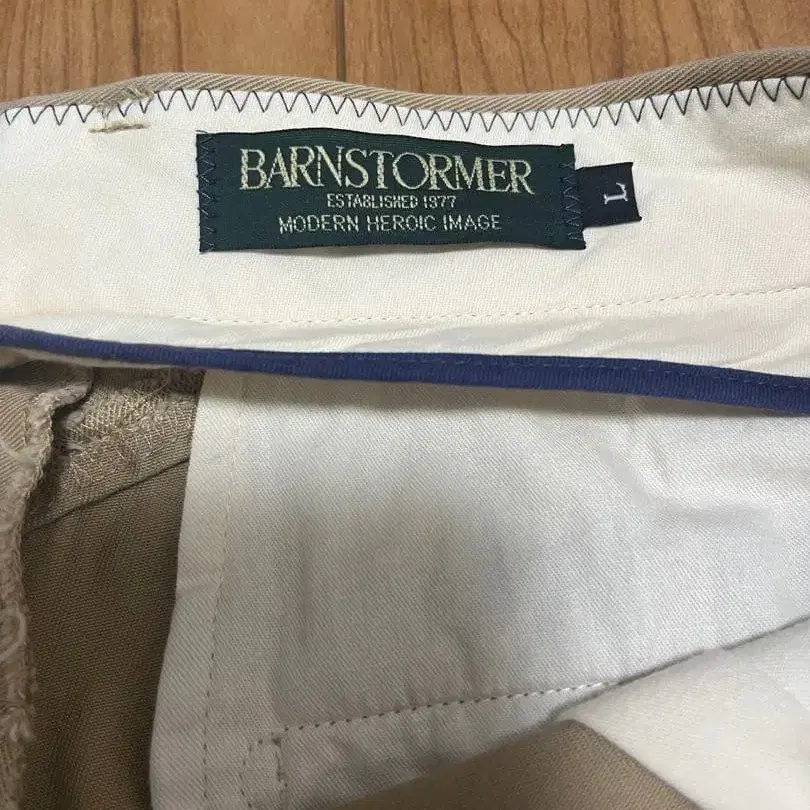 BARNSTORMER
ESTABLISHED 1977
MODERN HEROIC IMAGE
L